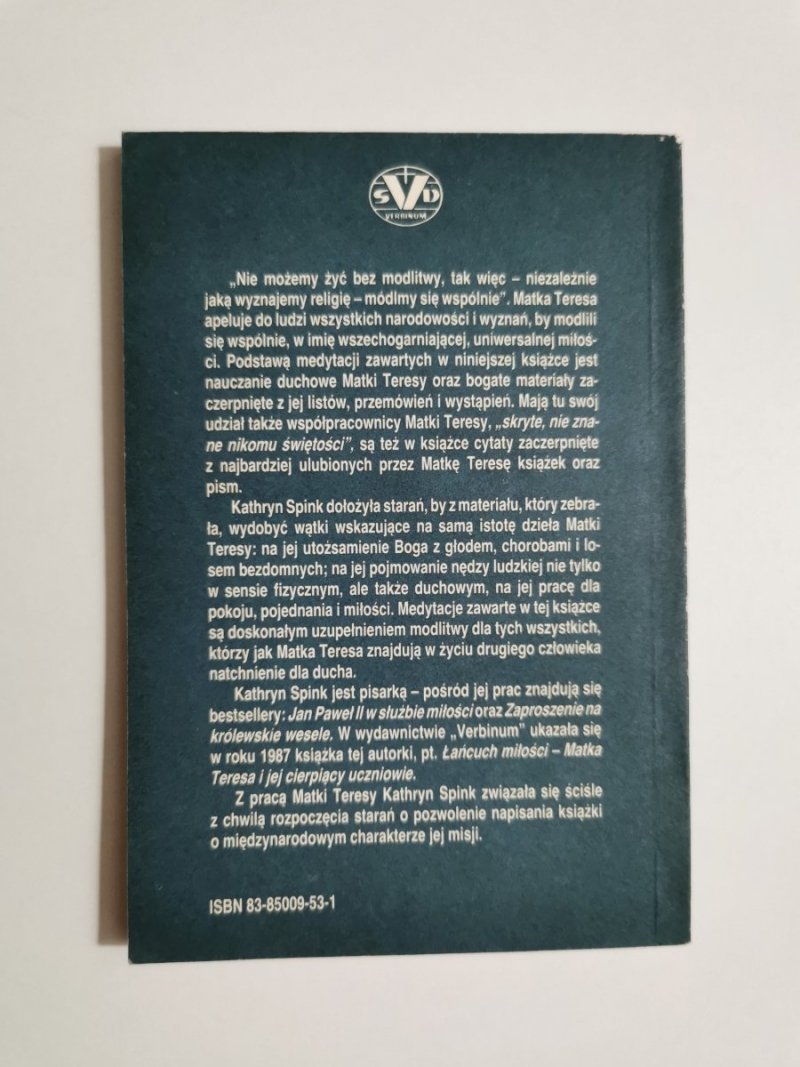 SVD
VERBINUM
„Nie możemy żyć bez modlitwy, tak więc – niezależnie
jaką wyznajemy religię – módlmy się wspólnie". Matka Teresa
apeluje do ludzi wszystkich narodowości i wyznań, by modlili
się wspólnie, w imię wszechogarniającej, uniwersalnej miłoś-
ci. Podstawą medytacji zawartych w niniejszej książce jest
nauczanie duchowe Matki Teresy oraz bogate materiały za-
czerpnięte z jej listów, przemówień i wystąpień. Mają tu swój
udział także współpracownicy Matki Teresy, „skryte, nie zna-
ne nikomu świętości", są też w książce cytaty zaczerpnięte
z najbardziej ulubionych przez Matkę Teresę książek oraz
pism.
Kathryn Spink dołożyła starań, by z materiału, który zebra-
ła, wydobyć wątki wskazujące na samą istotę dzieła Matki
Teresy: na jej utożsamienie Boga z głodem, chorobami i lo-
sem bezdomnych; na jej pojmowanie nędzy ludzkiej nie tylko
w sensie fizycznym, ale także duchowym, na jej pracę dla
pokoju, pojednania i miłości. Medytacje zawarte w tej książce
są doskonałym uzupełnieniem modlitwy dla tych wszystkich,
którzy jak Matka Teresa znajdują w życiu drugiego człowieka
natchnienie dla ducha.
Kathryn Spink jest pisarką – pośród jej prac znajdują się
bestsellery: Jan Paweł II w służbie miłości oraz Zaproszenie na
królewskie wesele. W wydawnictwie „Verbinum" ukazała się
w roku 1987 książka tej autorki, pt. Łańcuch miłości – Matka
Teresa i jej cierpiący uczniowie.
Z pracą Matki Teresy Kathryn Spink związała się ściśle
z chwilą rozpoczęcia starań o pozwolenie napisania książki
o międzynarodowym charakterze jej misji.
ISBN 83-85009-53-1